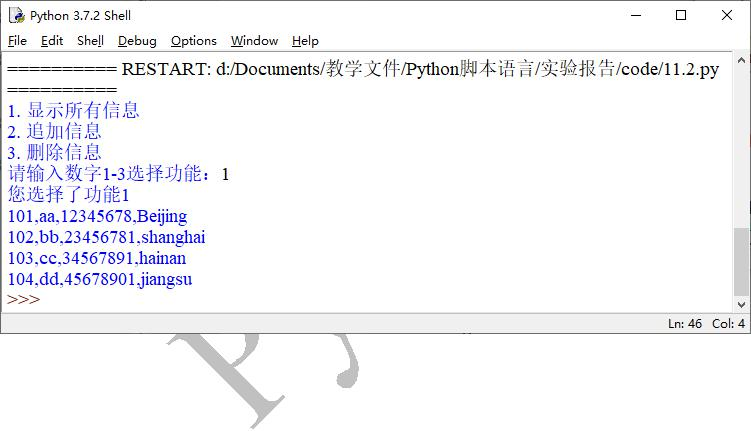 Python 3.7.2 Shell
File Edit Shell Debug Options Window Help
========== RESTART: d:/Documents/教学文件/Python脚本语言/实验报告/code/11.2.py
==========
1. 显示所有信息
2. 追加信息
3. 删除信息
请输入数字1-3选择功能：1
您选择了功能1
101,aa,12345678,Beijing
102,bb,23456781,shanghai
103,cc,34567891,hainan
104,dd,45678901,jiangsu
>>>
Ln: 46 Col: 4
Py